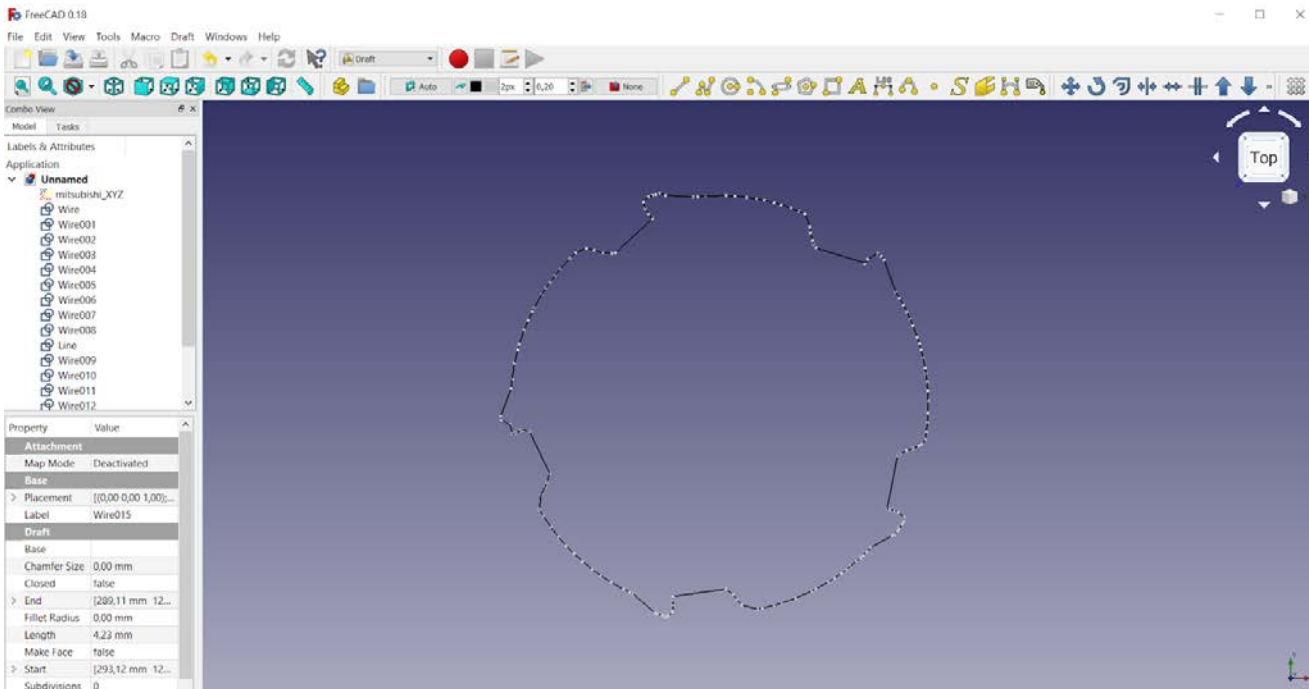 FreeCAD 0.18
File Edit View Tools Macro Draft Windows Help
Draft
Auto 2px 0,20 None
Combo View
Model Tasks
Labels & Attributes
Application
Unnamed
mitsubishi_XYZ
Wire
Wire001
Wire002
Wire003
Wire004
Wire005
Wire006
Wire007
Wire008
Line
Wire009
Wire010
Wire011
Wire012
Property Value
Attachment
Map Mode Deactivated
Base
Placement [(0,00 0,00 1,00);...
Label Wire015
Draft
Base
Chamfer Size 0,00 mm
Closed false
End [289,11 mm 12...
Fillet Radius 0,00 mm
Length 4,23 mm
Make Face false
Start [293,12 mm 12...
Subdivisions 0
Top